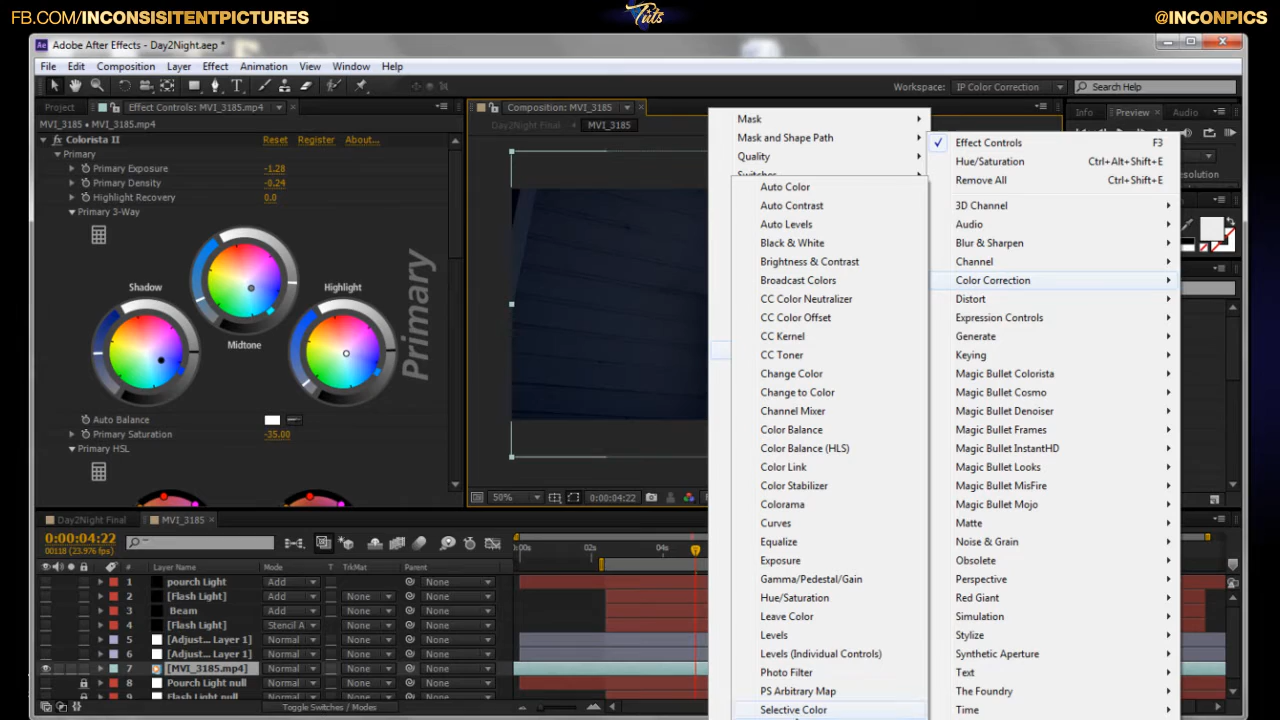 FB.COM/INCONSISITENTPICTURES
Tuts
@INCONPICS
Adobe After Effects - Day2Night.aep *
File Edit Composition Layer Effect Animation View Window Help
Workspace: IP Color Correction
Search Help
Project
Effect Controls: MVI_3185.mp4
Composition: MVI_3185
Info
Preview
Audio
MVI_3185 • MVI_3185.mp4
Day2Night Final
MVI_3185
Colorista II
Reset
Register
About...
Primary
Primary Exposure -1.28
Primary Density -0.24
Highlight Recovery 0.0
Primary 3-Way
Shadow
Highlight
Midtone
Primary
Auto Balance
Primary Saturation -35.00
Primary HSL
Mask
Mask and Shape Path
Quality
Switches
Auto Color
Auto Contrast
Auto Levels
Black & White
Brightness & Contrast
Broadcast Colors
CC Color Neutralizer
CC Color Offset
CC Kernel
CC Toner
Change Color
Change to Color
Channel Mixer
Color Balance
Color Balance (HLS)
Color Link
Color Stabilizer
Colorama
Curves
Equalize
Exposure
Gamma/Pedestal/Gain
Hue/Saturation
Leave Color
Levels
Levels (Individual Controls)
Photo Filter
PS Arbitrary Map
Selective Color
Effect Controls F3
Hue/Saturation Ctrl+Alt+Shift+E
Remove All Ctrl+Shift+E
3D Channel
Audio
Blur & Sharpen
Channel
Color Correction
Distort
Expression Controls
Generate
Keying
Magic Bullet Colorista
Magic Bullet Cosmo
Magic Bullet Denoiser
Magic Bullet Frames
Magic Bullet InstantHD
Magic Bullet Looks
Magic Bullet MisFire
Magic Bullet Mojo
Matte
Noise & Grain
Obsolete
Perspective
Red Giant
Simulation
Stylize
Synthetic Aperture
Text
The Foundry
Time
esolution
50%
0:00:04:22
Day2Night Final
MVI_3185
0:00:04:22
00118 (23.976 fps)
:00s 02s 04s
# Layer Name Mode T TrkMat Parent
1 pourch Light Add None
2 [Flash Light] Add None None
3 Beam Add None None
4 [Flash Light] Stencil A None None
5 [Adjust... Layer 1] Normal None None
6 [Adjust... Layer 1] Normal None None
7 [MVI_3185.mp4] Normal None None
8 Pourch Light null Normal None None
9 Flash Light null Normal None None
Toggle Switches / Modes